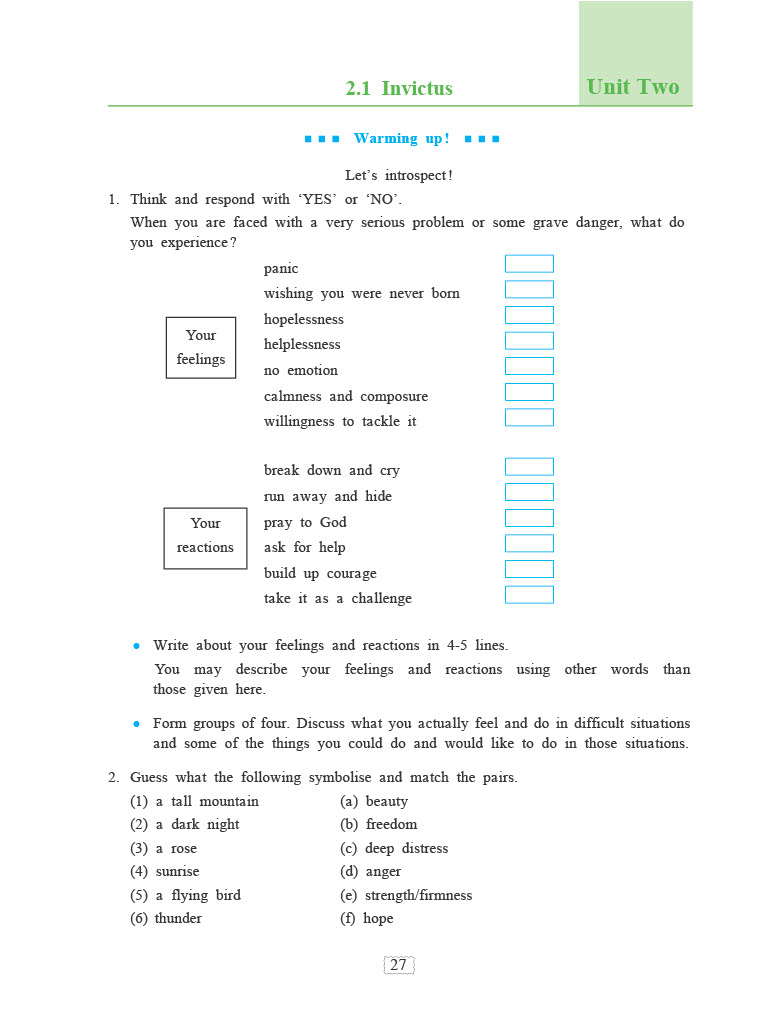 2.1 Invictus
Unit Two
Warming up!
Let's introspect!
1. Think and respond with ‘YES’ or ‘NO’.
When you are faced with a very serious problem or some grave danger, what do
you experience?
panic
wishing you were never born
hopelessness
Your
feelings
helplessness
no emotion
calmness and composure
willingness to tackle it
break down and cry
run away and hide
Your
reactions
pray to God
ask for help
build up courage
take it as a challenge
• Write about your feelings and reactions in 4-5 lines.
You may describe your feelings and reactions using other words than
those given here.
• Form groups of four. Discuss what you actually feel and do in difficult situations
and some of the things you could do and would like to do in those situations.
2. Guess what the following symbolise and match the pairs.
(1) a tall mountain (a) beauty
(2) a dark night (b) freedom
(3) a rose (c) deep distress
(4) sunrise (d) anger
(5) a flying bird (e) strength/firmness
(6) thunder (f) hope
27